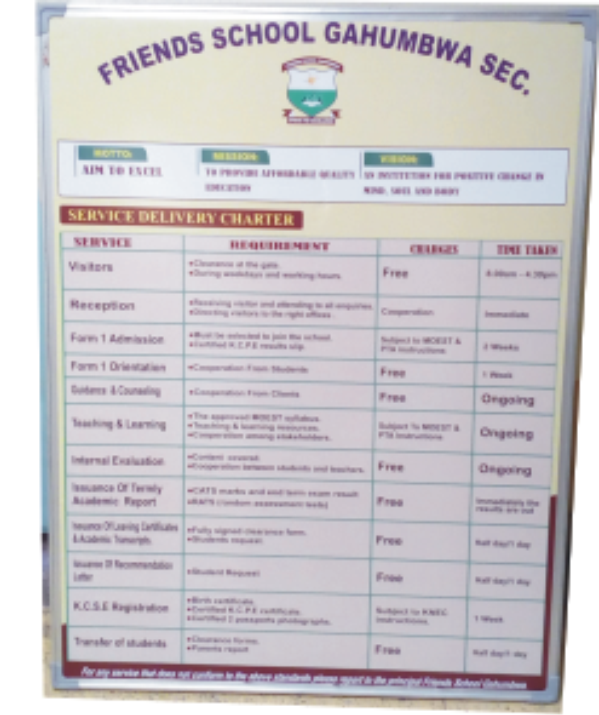 FRIENDS SCHOOL GAHUMBWA SEC.
MOTTO:
AIM TO EXCEL
MISSION:
TO PROVIDE AFFORDABLE QUALITY
EDUCATION
VISION:
AN INSTITUTION FOR POSITIVE CHANGE IN
MIND, SOUL AND BODY
SERVICE DELIVERY CHARTER
SERVICE REQUIREMENT CHARGES TIME TAKEN
Visitors
•Clearance at the gate.
•During weekdays and working hours.
Free
8.00am - 4.30pm
Reception
•Receiving visitor and attending to all enquiries.
•Directing visitors to the right offices
Cooperation
Immediate
Form 1 Admission
•Must be selected to join the school.
•Certified K.C.P.E results slip.
Subject to MOEST &
PTA instructions
2 Weeks
Form 1 Orientation
•Cooperation From Students
Free
1 Week
Guidance & Counseling
•Cooperation From Clients
Free
Ongoing
Teaching & Learning
•The approved MOEST syllabus.
•Teaching & learning resources.
•Cooperation among stakeholders.
Subject To MOEST &
PTA instructions
Ongoing
Internal Evaluation
•Content covered.
•Cooperation between students and teachers.
Free
Ongoing
Issuance Of Termly
Academic Report
•CATS marks and end term exam result
•RATS (random assessment tests)
Free
Immediately the
results are out
Issuance Of Leaving Certificates
& Academic Transcripts
•Fully signed clearance form.
•Students request
Free
Half day/1 day
Issuance Of Recommendation
Letter
•Student Request
Free
Half day/1 day
K.C.S.E Registration
•Birth certificate.
•Certified K.C.P.E certificate.
•Certified 2 passports photographs.
Subject to KNEC
instructions.
1 Week
Transfer of students
•Clearance forms.
•Parents report
Free
Half day/1 day
For any service that does not conform to the above standards please report to the principal Friends School Gahumbwa